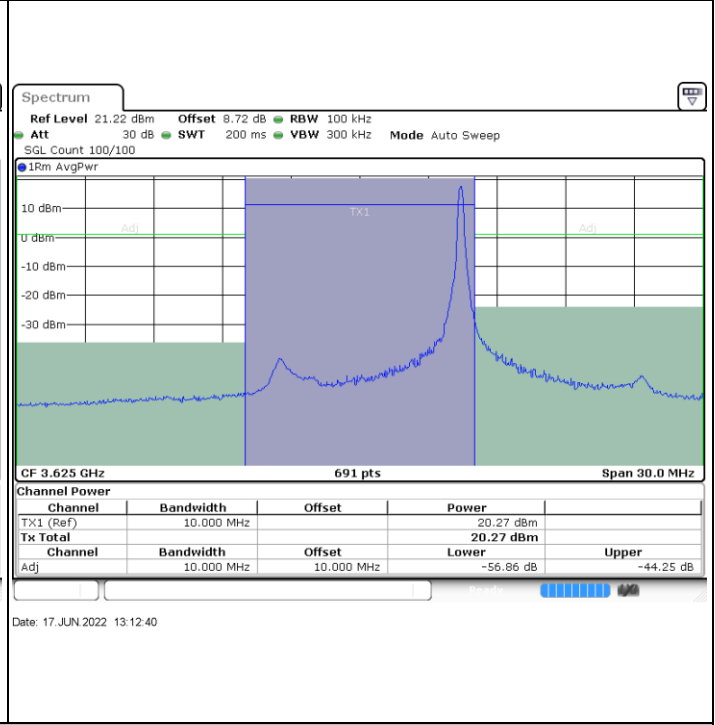 Spectrum
Ref Level 21.22 dBm Offset 8.72 dB RBW 100 kHz
Att 30 dB SWT 200 ms VBW 300 kHz Mode Auto Sweep
SGL Count 100/100
1Rm AvgPwr
10 dBm
TX1
Adj Adj
0 dBm
-10 dBm
-20 dBm
-30 dBm
CF 3.625 GHz 691 pts Span 30.0 MHz
Channel Power
Channel Bandwidth Offset Power
TX1 (Ref) 10.000 MHz 20.27 dBm
Tx Total 20.27 dBm
Channel Bandwidth Offset Lower Upper
Adj 10.000 MHz 10.000 MHz -56.86 dB -44.25 dB
Ready
Date: 17.JUN.2022 13:12:40